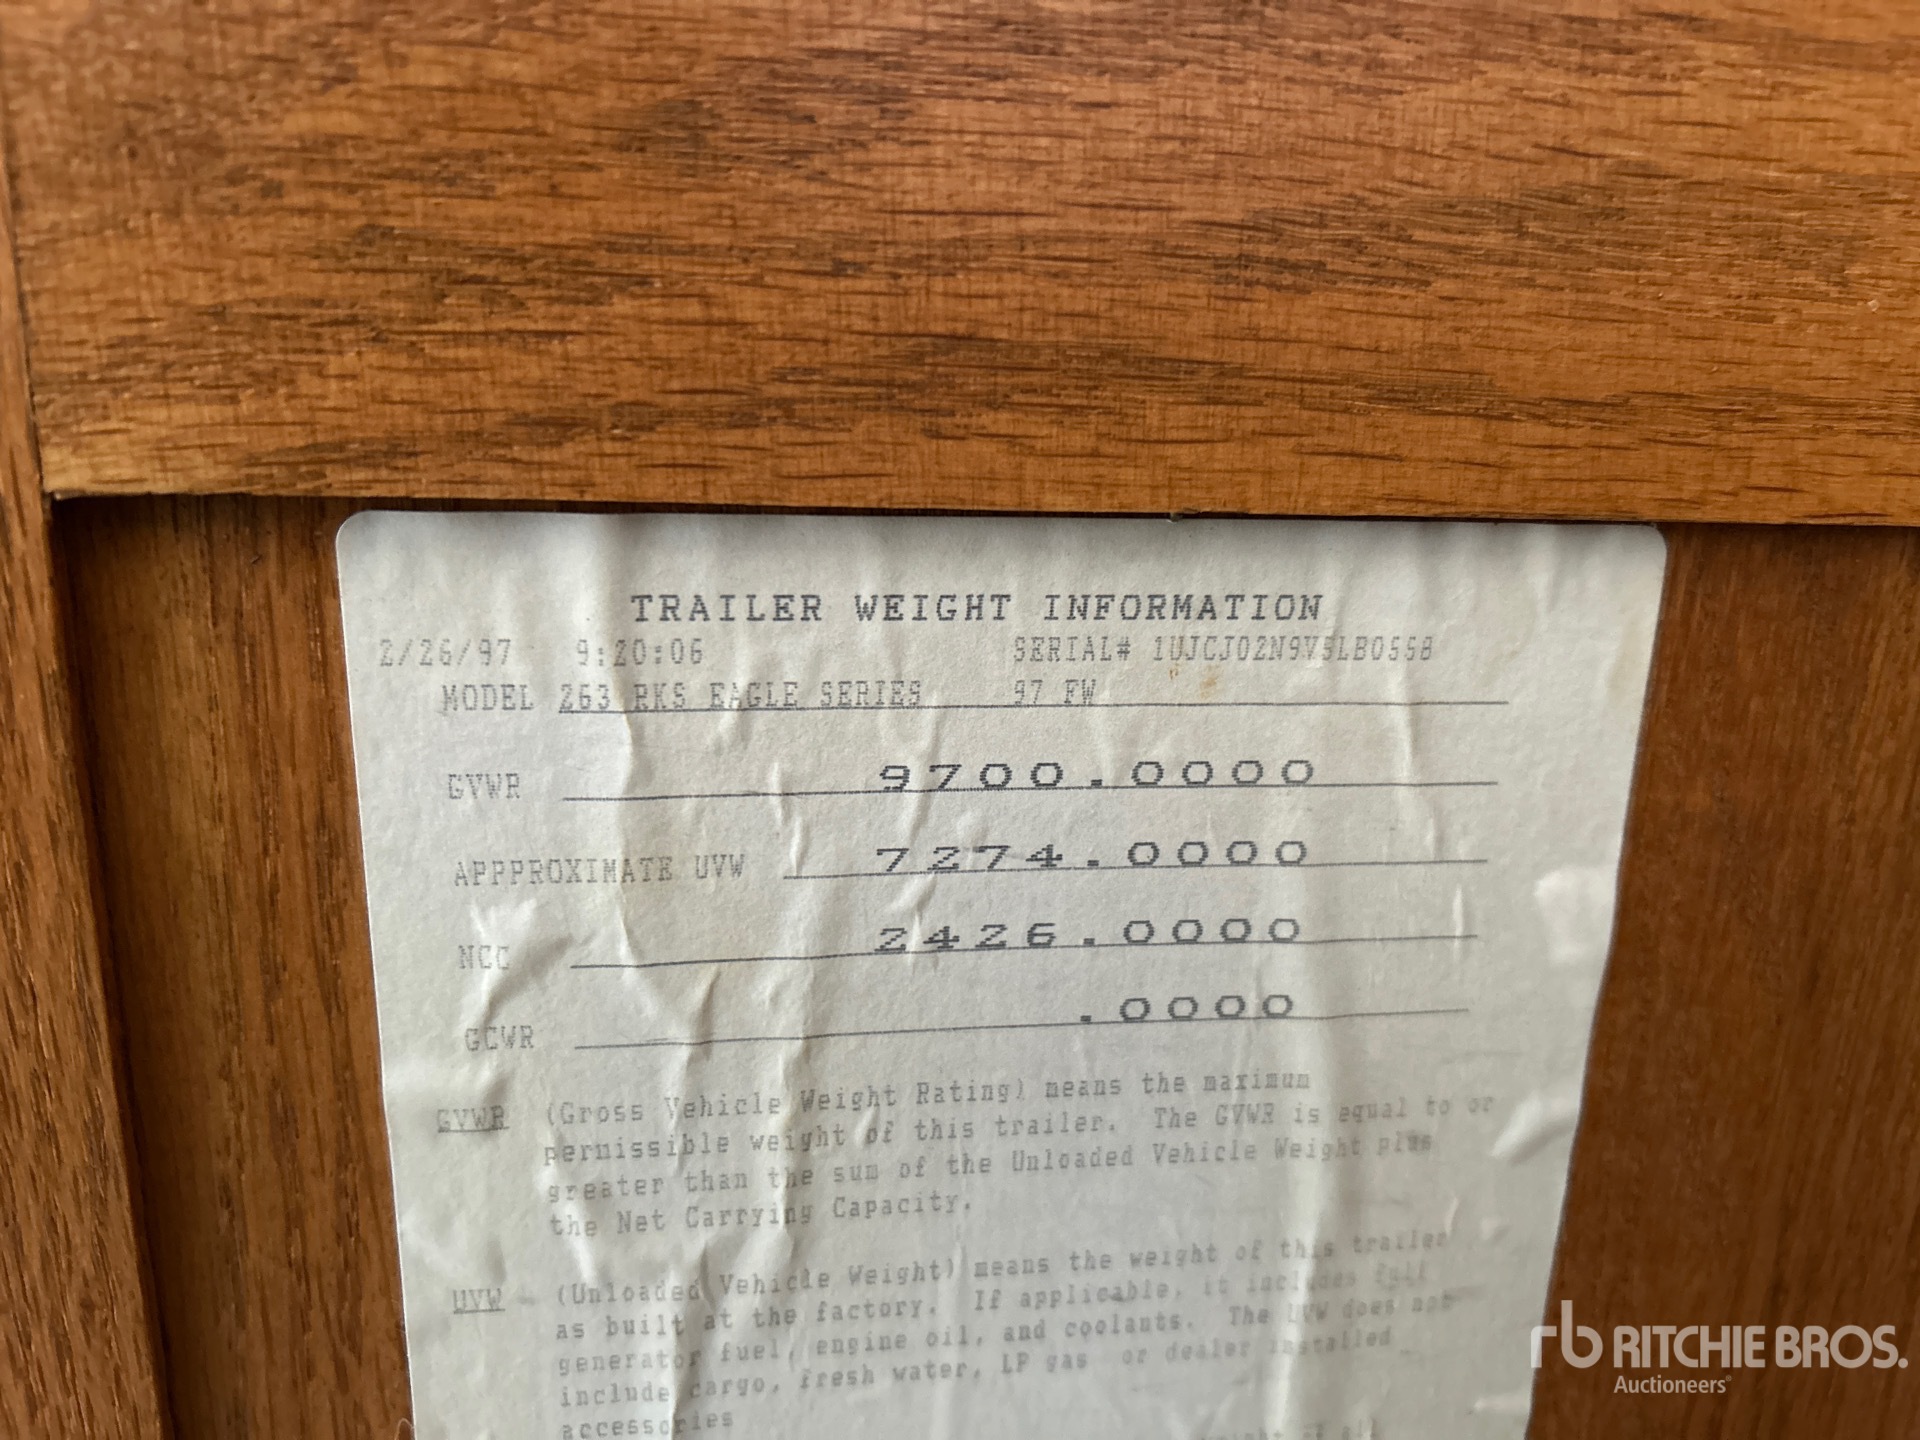 TRAILER WEIGHT INFORMATION
2/26/97 9:20:06 SERIAL# 1UJCJ02N9V5LB0558
MODEL 263 RKS EAGLE SERIES 97 FW
GVWR 9700.0000
APPPROXIMATE UVW 7274.0000
NCC 2426.0000
GCWR .0000
GVWR (Gross Vehicle Weight Rating) means the maximum
permissible weight of this trailer. The GVWR is equal to or
greater than the sum of the Unloaded Vehicle Weight plus
the Net Carrying Capacity.
UVW - (Unloaded Vehicle Weight) means the weight of this trailer
as built at the factory. If applicable, it includes full
generator fuel, engine oil, and coolants. The UVW does not
include cargo, fresh water, LP gas or dealer installed
accessories
weight of all
rb RITCHIE BROS.
Auctioneers